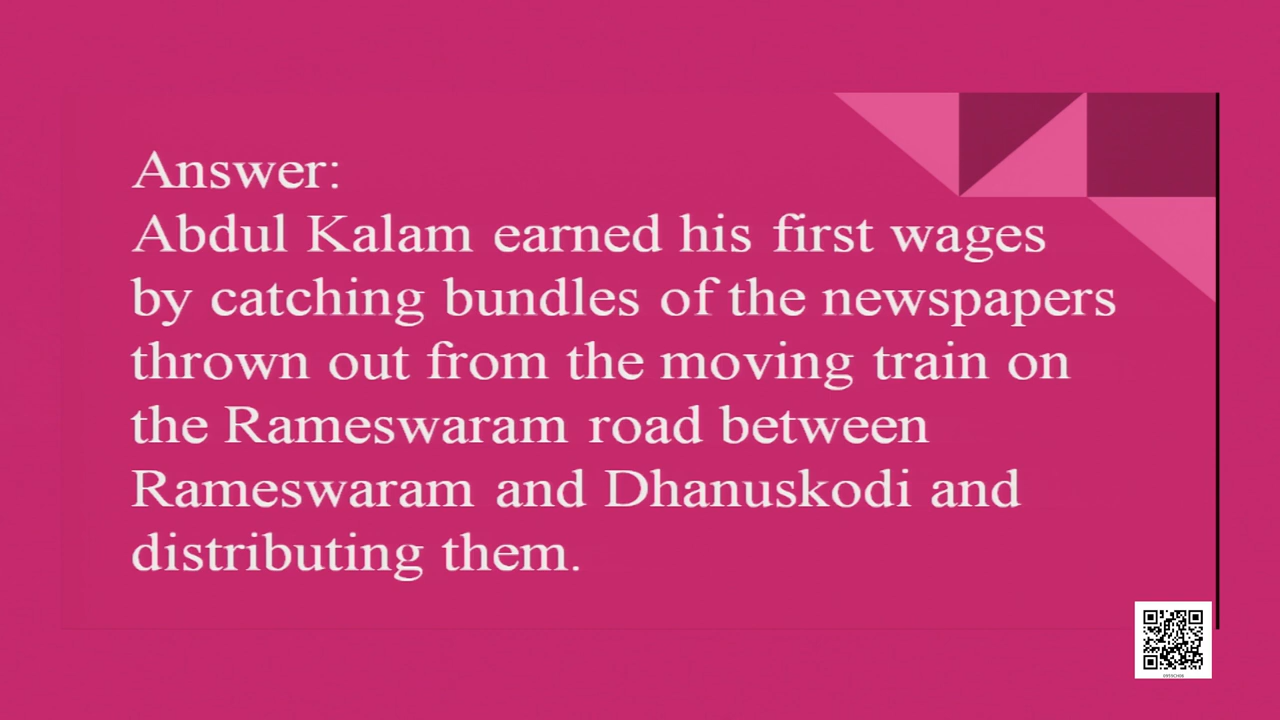 Answer:
Abdul Kalam earned his first wages
by catching bundles of the newspapers
thrown out from the moving train on
the Rameswaram road between
Rameswaram and Dhanuskodi and
distributing them.